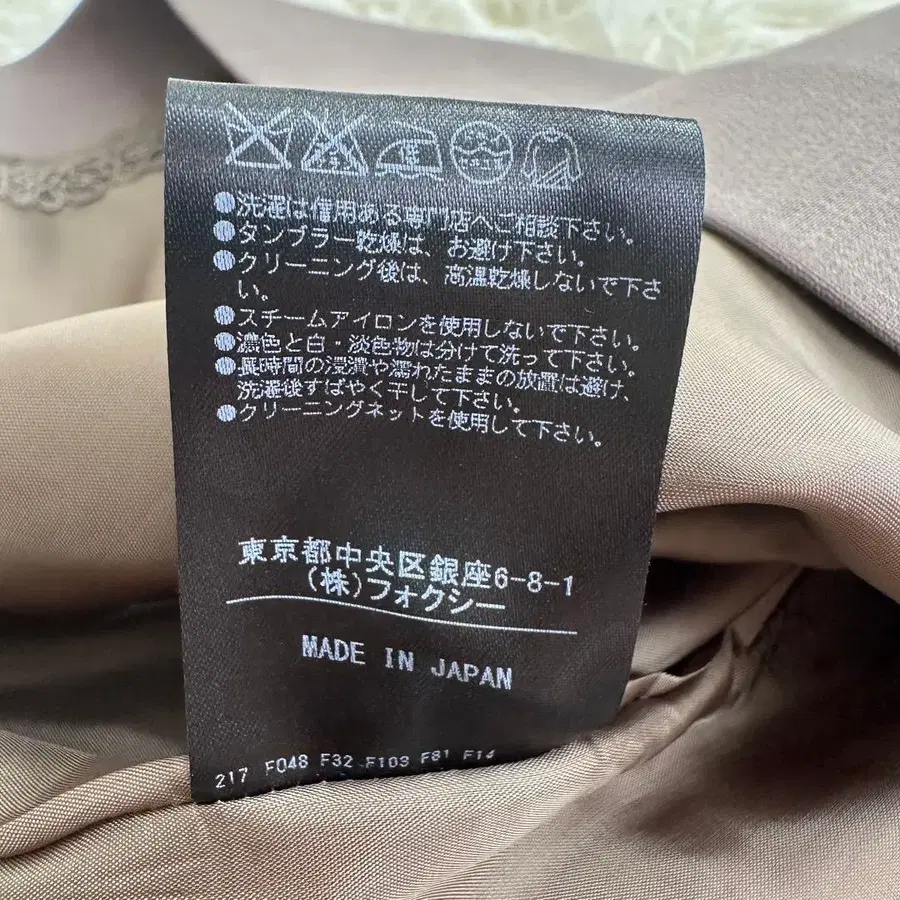 ●洗濯は信用ある専門店へご相談下さい。
●タンブラー乾燥は、お避け下さい。
●クリーニング後は、高温乾燥しないで下さ
い。
●スチームアイロンを使用しないで下さい。
●濃色と白・淡色物は分けて洗って下さい。
●長時間の浸漬や濡れたままの放置は避け、
洗濯後すばやく干して下さい。
●クリーニングネットを使用して下さい。
東京都中央区銀座6-8-1
(株)フォクシー
MADE IN JAPAN
217 F048 F32 F103 F81 F14